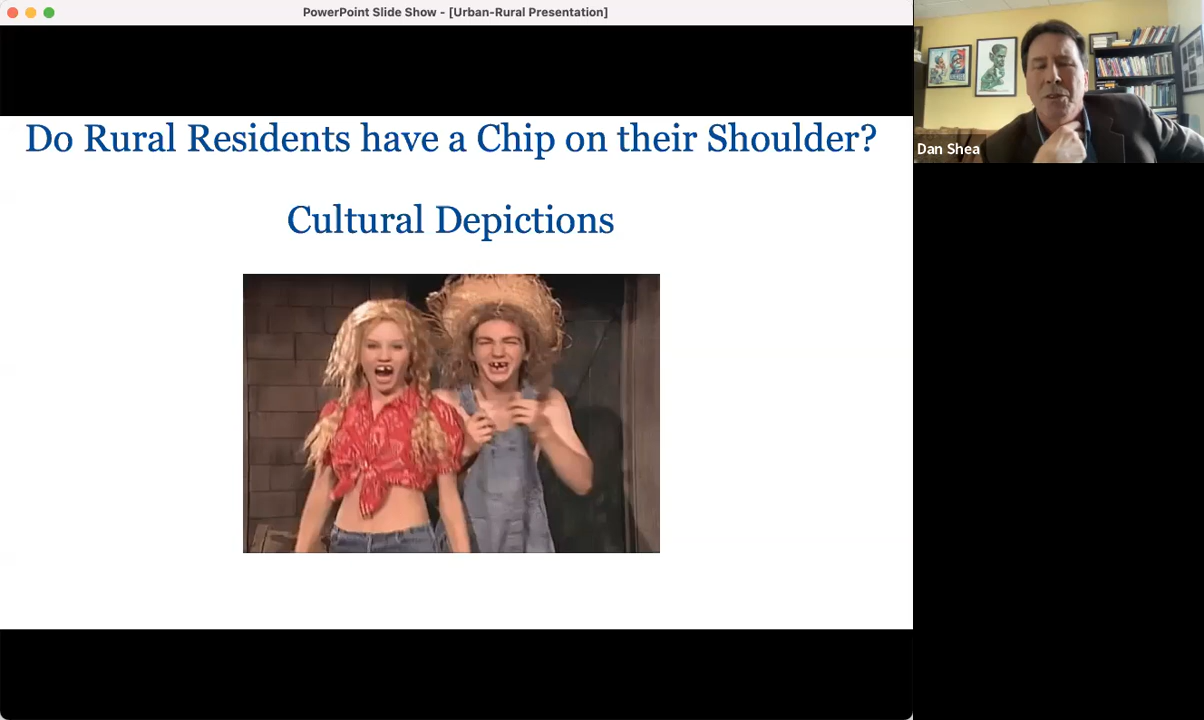 PowerPoint Slide Show - [Urban-Rural Presentation]
Do Rural Residents have a Chip on their Shoulder?
Cultural Depictions
Dan Shea